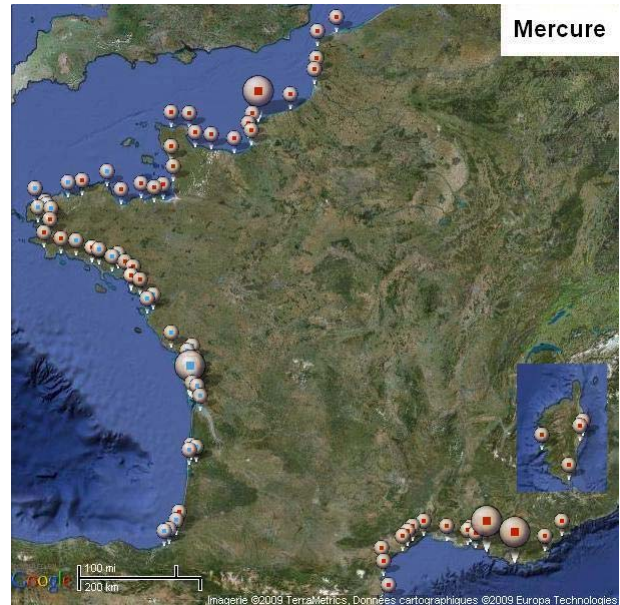 Mercure
100 mi
200 km
Google
Imagerie ©2009 TerraMetrics, Données cartographiques ©2009 Europa Technologies